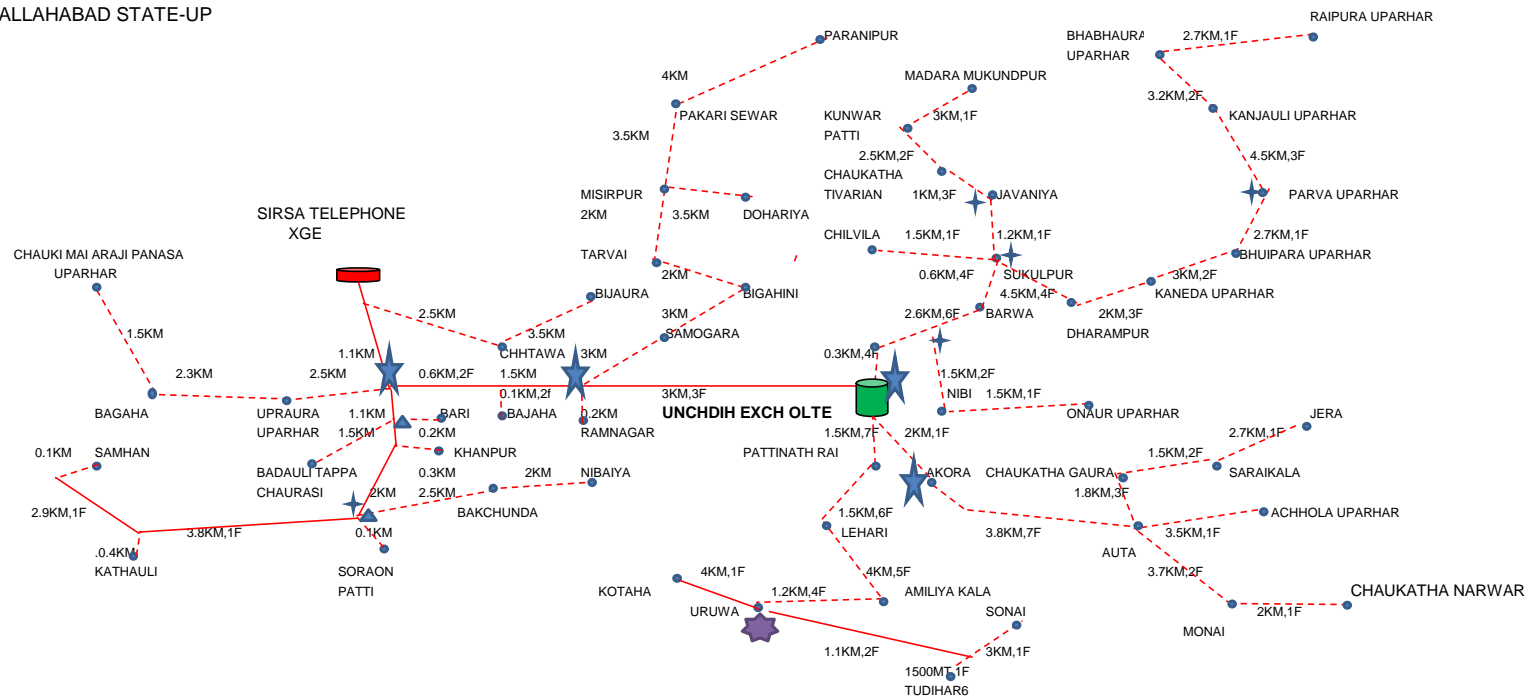 ALLAHABAD STATE-UP
RAIPURA UPARHAR
PARANIPUR
BHABHAURA
UPARHAR
2.7KM,1F
4KM
MADARA MUKUNDPUR
3.2KM,2F
PAKARI SEWAR
KUNWAR
PATTI
3KM,1F
KANJAULI UPARHAR
3.5KM
2.5KM,2F
4.5KM,3F
CHAUKATHA
TIVARIAN
MISIRPUR
2KM
3.5KM
DOHARIYA
1KM,3F
JAVANIYA
PARVA UPARHAR
SIRSA TELEPHONE
XGE
CHILVILA
1.5KM,1F
1.2KM,1F
2.7KM,1F
CHAUKI MAI ARAJI PANASA
UPARHAR
TARVAI
2KM
0.6KM,4F
SUKULPUR
3KM,2F
BHUIPARA UPARHAR
BIJAURA
BIGAHINI
4.5KM,4F
KANEDA UPARHAR
2.5KM
3KM
2.6KM,6F
BARWA
2KM,3F
1.5KM
3.5KM
SAMOGARA
DHARAMPUR
1.1KM
CHHTAWA
3KM
0.3KM,4F
2.3KM
2.5KM
0.6KM,2F
1.5KM
1.5KM,2F
0.1KM,2f
3KM,3F
NIBI
1.5KM,1F
BAGAHA
UPRAURA
UPARHAR
1.1KM
BARI
BAJAHA
0.2KM
RAMNAGAR
UNCHDIH EXCH OLTE
ONAUR UPARHAR
JERA
1.5KM
0.2KM
1.5KM,7F
2KM,1F
2.7KM,1F
0.1KM
SAMHAN
KHANPUR
PATTINATH RAI
1.5KM,2F
BADAULI TAPPA
CHAURASI
0.3KM
2KM
NIBAIYA
AKORA
CHAUKATHA GAURA
SARAIKALA
2KM
2.5KM
1.8KM,3F
2.9KM,1F
BAKCHUNDA
1.5KM,6F
ACHHOLA UPARHAR
3.8KM,1F
0.1KM
LEHARI
3.8KM,7F
3.5KM,1F
.0.4KM
KATHAULI
AUTA
SORAON
PATTI
4KM,1F
4KM,5F
3.7KM,2F
KOTAHA
1.2KM,4F
AMILIYA KALA
CHAUKATHA NARWAR
URUWA
SONAI
2KM,1F
MONAI
1.1KM,2F
3KM,1F
1500MT,1F
TUDIHAR6